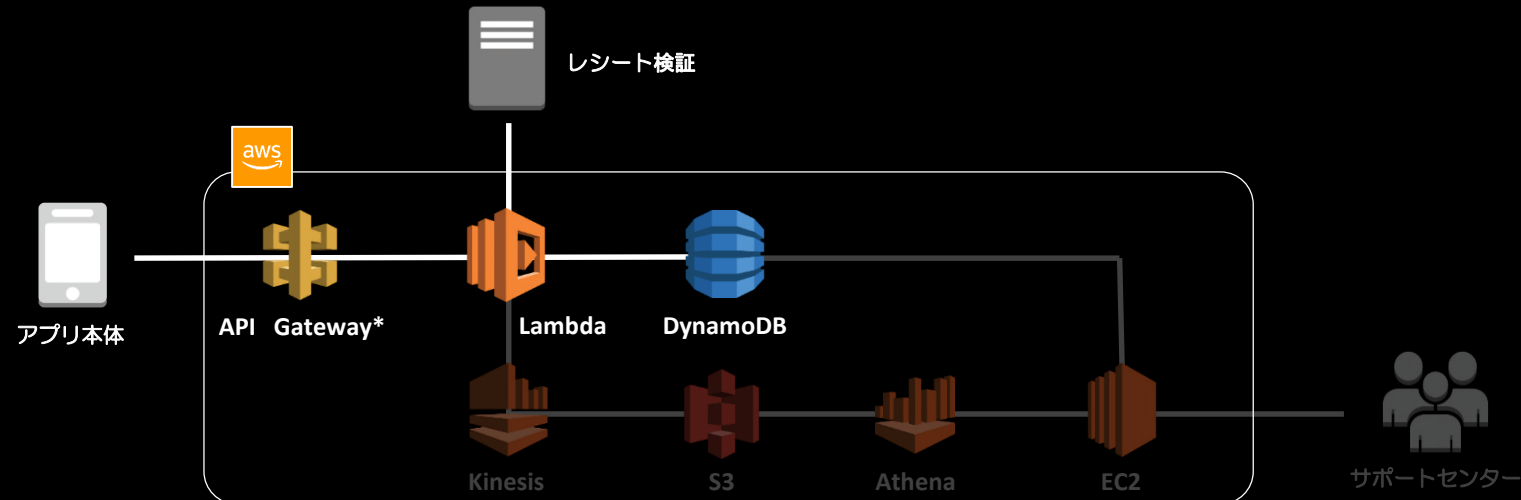 レシート検証
aws
アプリ本体
API Gateway*
Lambda
DynamoDB
Kinesis
S3
Athena
EC2
サポートセンター